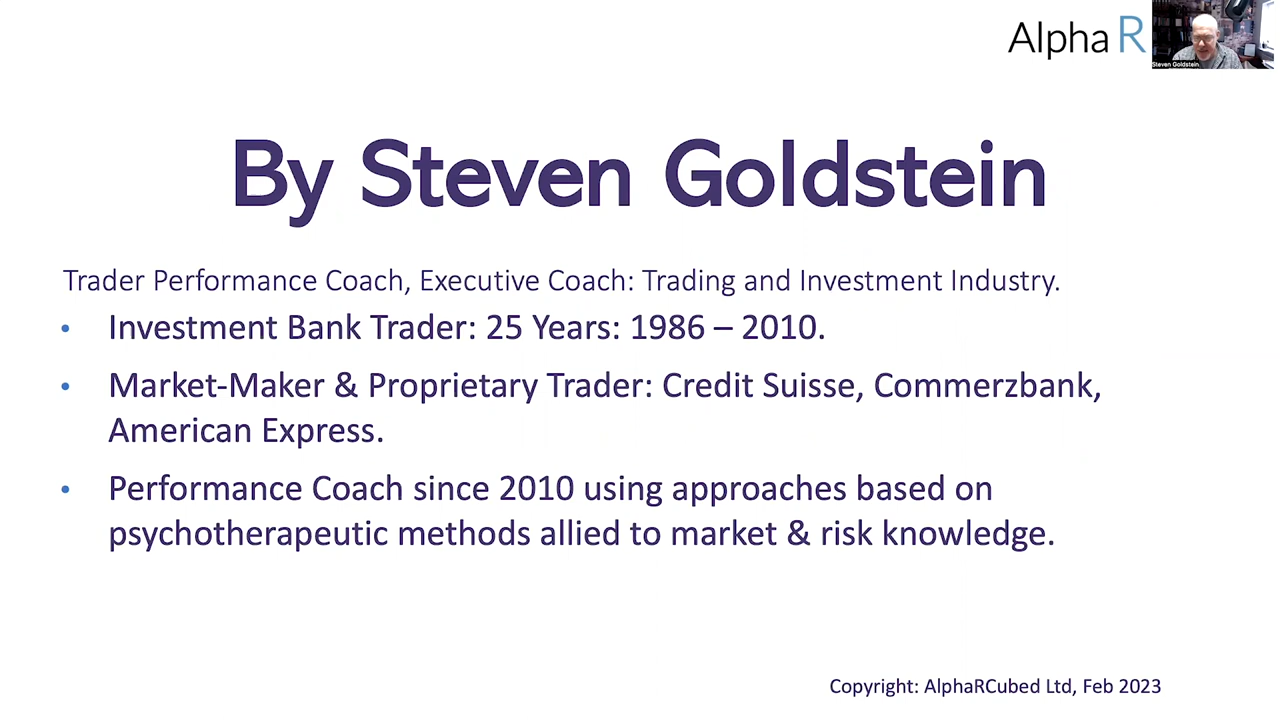 Alpha R
Steven Goldstein
By Steven Goldstein
Trader Performance Coach, Executive Coach: Trading and Investment Industry.
• Investment Bank Trader: 25 Years: 1986 – 2010.
• Market-Maker & Proprietary Trader: Credit Suisse, Commerzbank,
American Express.
• Performance Coach since 2010 using approaches based on
psychotherapeutic methods allied to market & risk knowledge.
Copyright: AlphaRCubed Ltd, Feb 2023